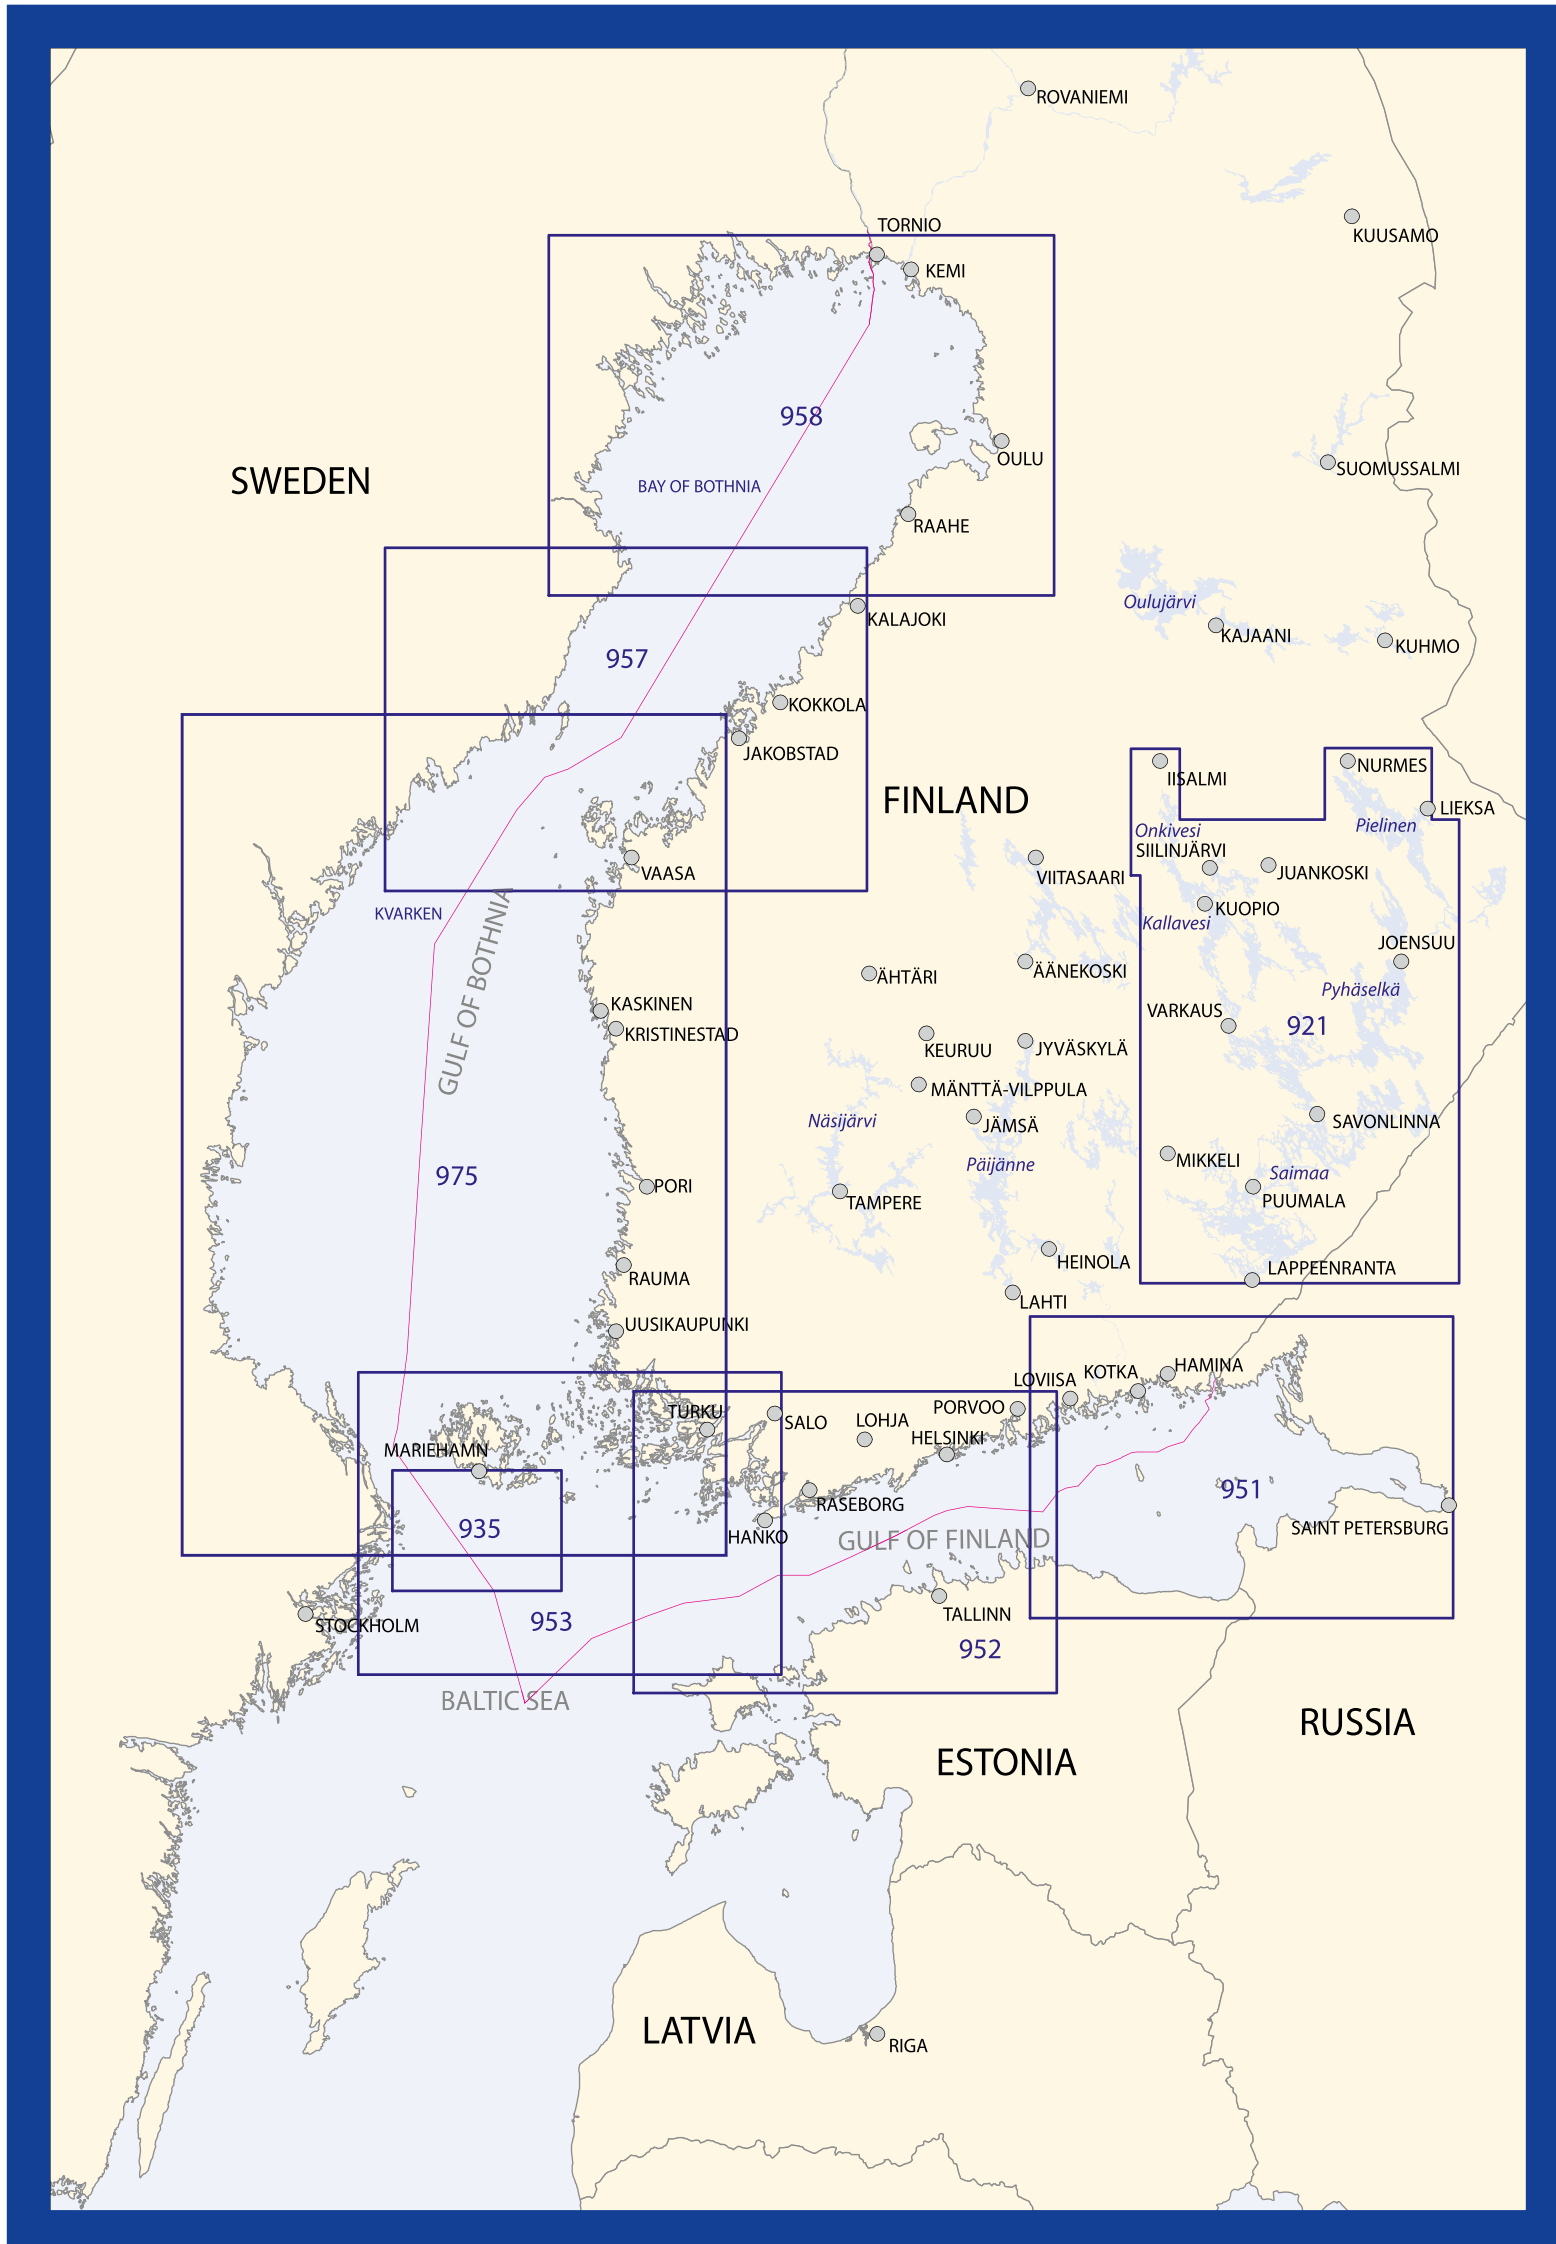 ROVANIEMI
TORNIO
KUUSAMO
KEMI
958
OULU
SUOMUSSALMI
SWEDEN
BAY OF BOTHNIA
RAAHE
Oulujärvi
KALAJOKI
KAJAANI
KUHMO
957
KOKKOLA
JAKOBSTAD
NURMES
IISALMI
FINLAND
LIEKSA
Pielinen
Onkivesi
SIILINJÄRVI
VAASA
VIITASAARI
JUANKOSKI
KVARKEN
KUOPIO
Kallavesi
JOENSUU
GULF OF BOTHNIA
ÄHTÄRI
ÄÄNEKOSKI
Pyhäselkä
KASKINEN
VARKAUS
921
KRISTINESTAD
KEURUU
JYVÄSKYLÄ
MÄNTTÄ-VILPPULA
Näsijärvi
JÄMSÄ
SAVONLINNA
Päijänne
MIKKELI
975
Saimaa
PORI
TAMPERE
PUUMALA
HEINOLA
RAUMA
LAPPEENRANTA
LAHTI
UUSIKAUPUNKI
HAMINA
KOTKA
LOVIISA
TURKU
SALO
LOHJA
PORVOO
HELSINKI
MARIEHAMN
951
RASEBORG
935
HANKO
GULF OF FINLAND
SAINT PETERSBURG
STOCKHOLM
953
TALLINN
952
BALTIC SEA
RUSSIA
ESTONIA
LATVIA
RIGA